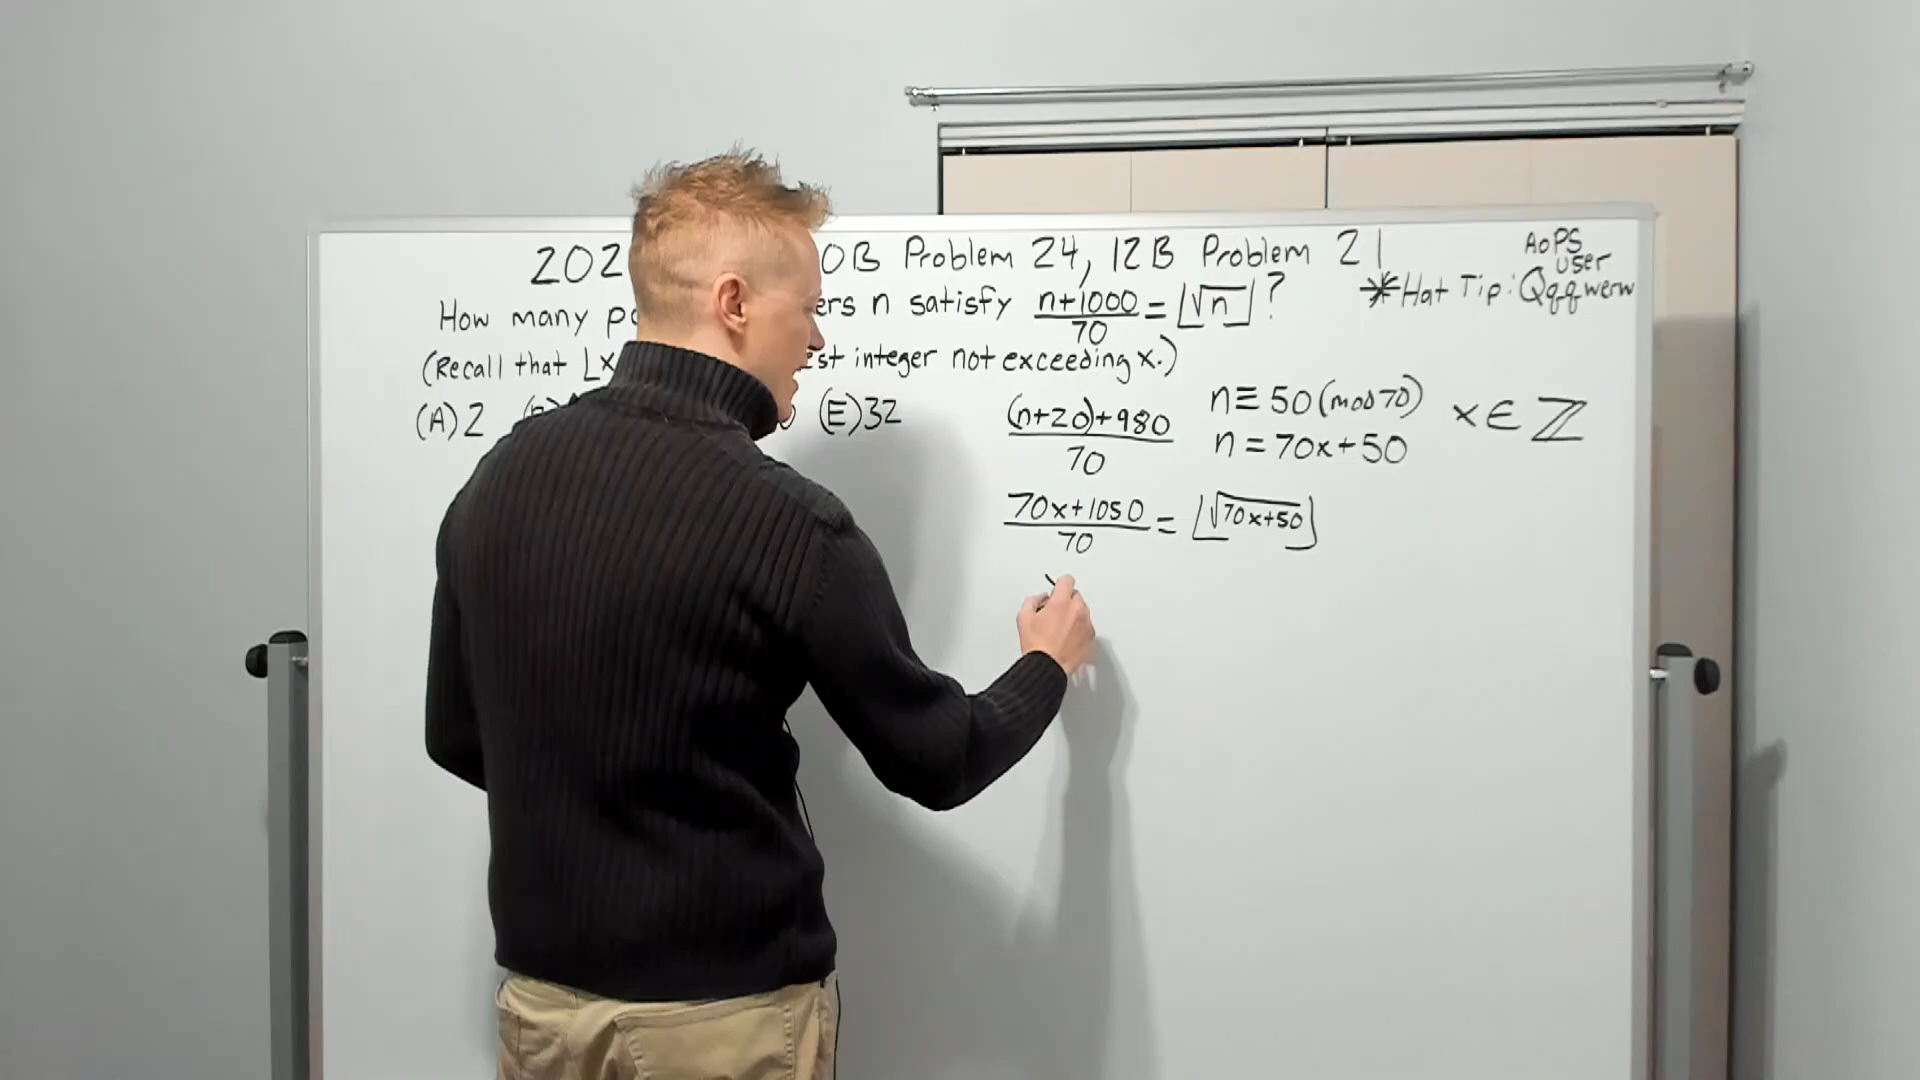 202 0B Problem 24, 12B Problem 21
AoPS
user
*Hat Tip: Qqqwerw
How many po ers n satisfy (n+1000)/70 = ⌊√n⌋?
(Recall that ⌊x est integer not exceeding x.)
(A) 2 (E) 32
((n+20)+980)/70
n ≡ 50 (mod 70)
n = 70x+50
x ∈ ℤ
(70x+1050)/70 = ⌊√(70x+50)⌋